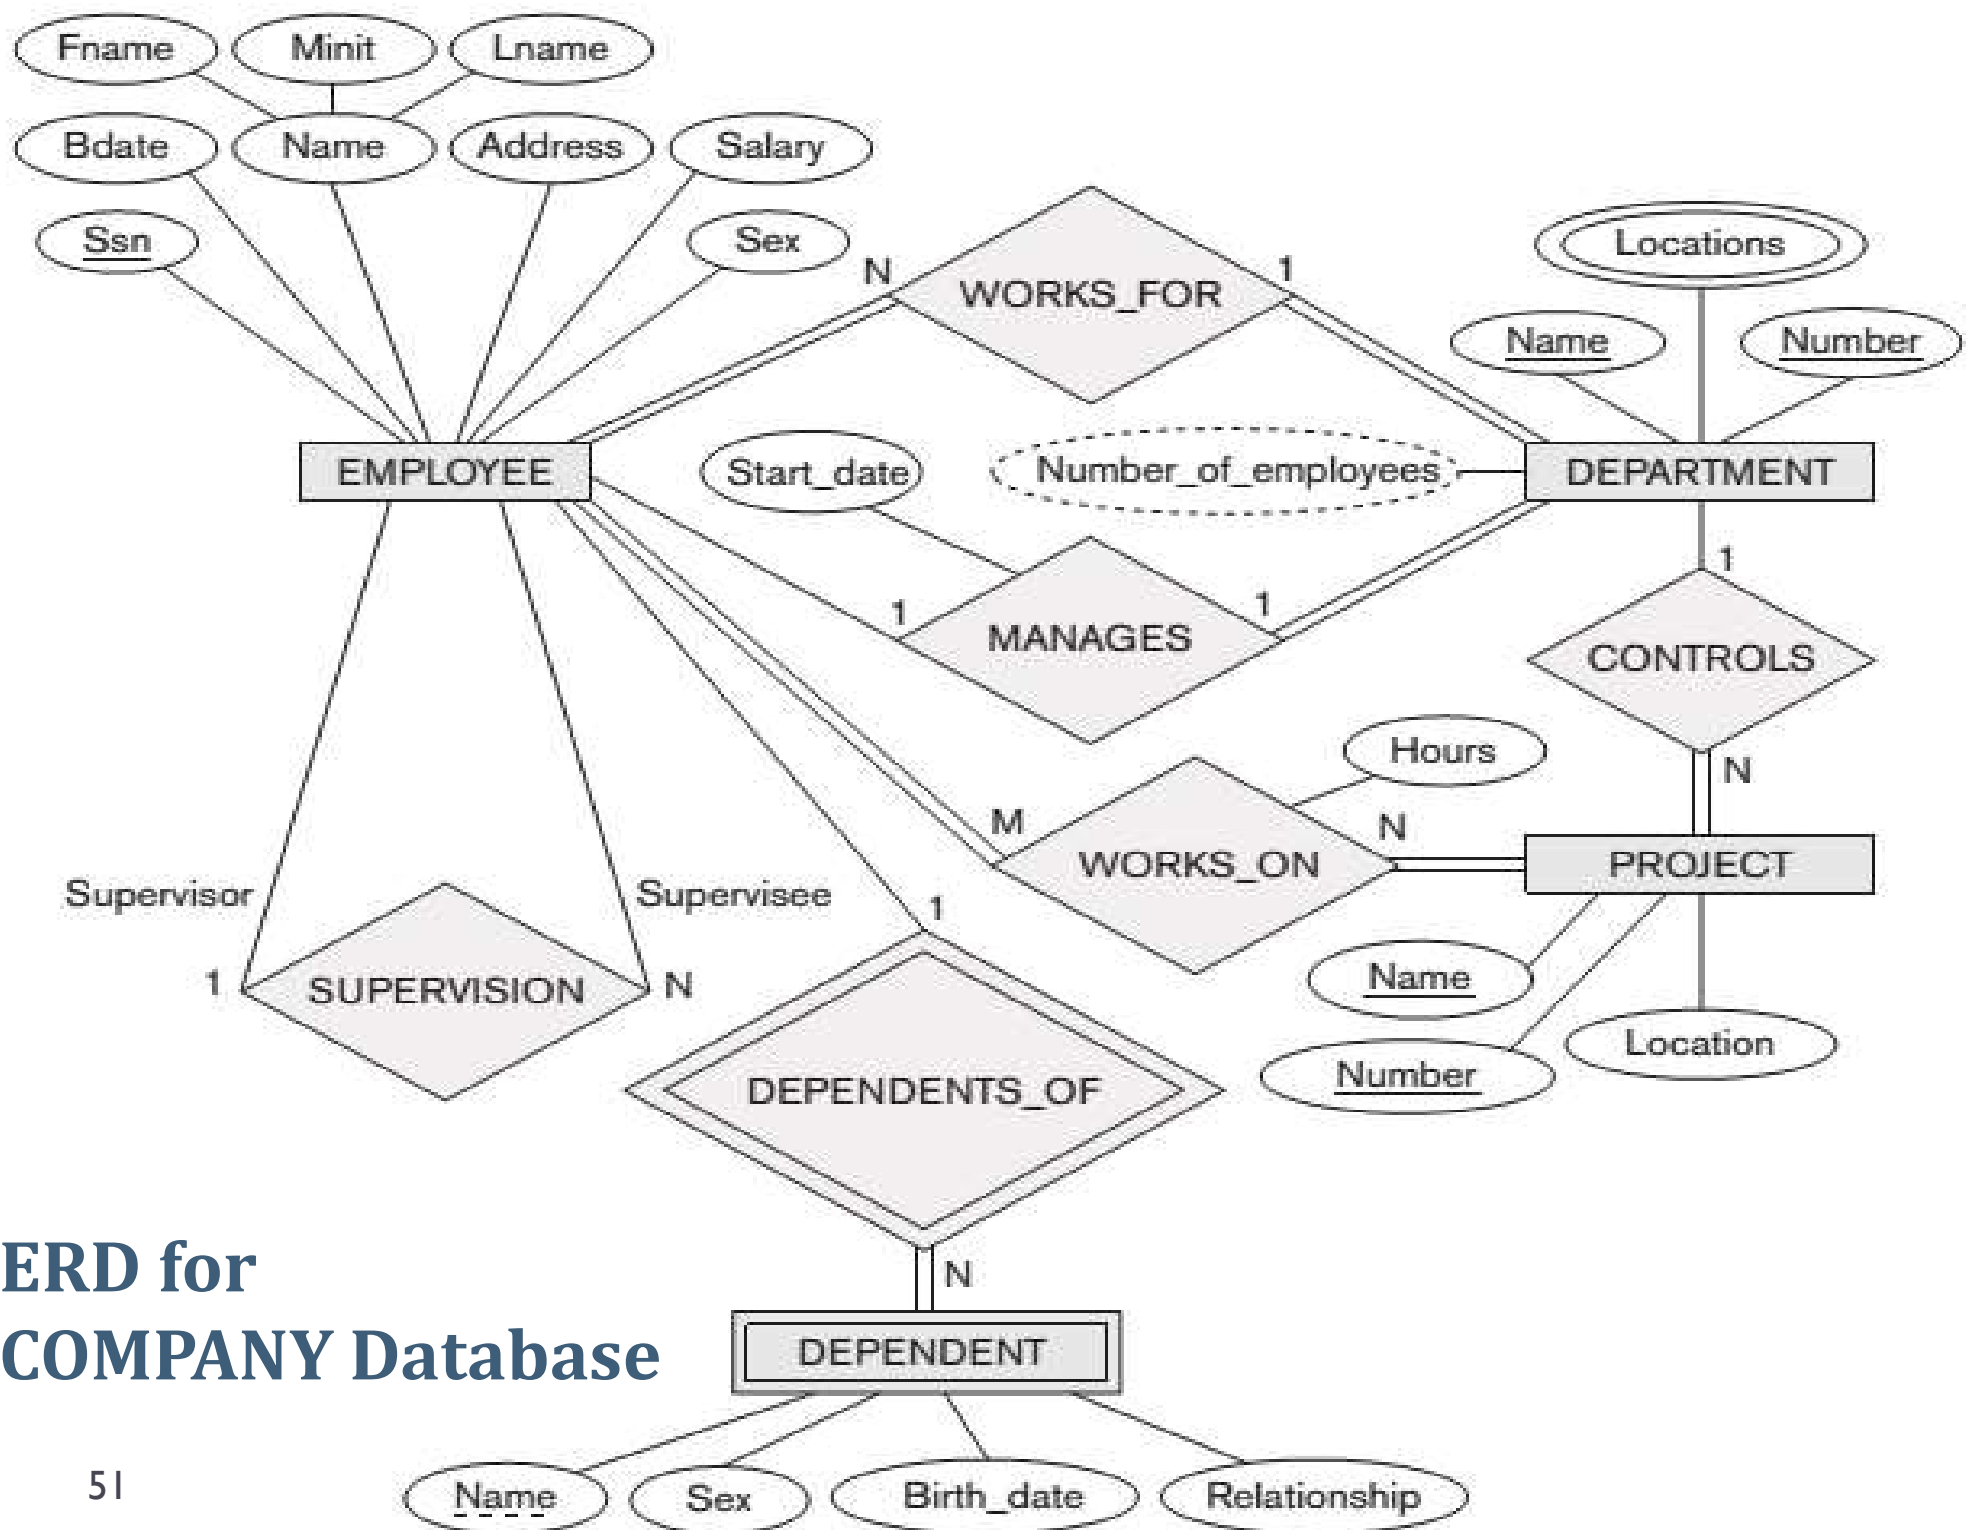 Fname
Minit
Lname
Bdate
Name
Address
Salary
Ssn
Sex
N
WORKS_FOR
1
Locations
Name
Number
EMPLOYEE
Start_date
Number_of_employees
DEPARTMENT
1
MANAGES
1
1
CONTROLS
N
Hours
M
WORKS_ON
N
PROJECT
Supervisor
Supervisee
1
SUPERVISION
N
1
Name
Number
Location
DEPENDENTS_OF
N
DEPENDENT
ERD for
COMPANY Database
Name
Sex
Birth_date
Relationship
51